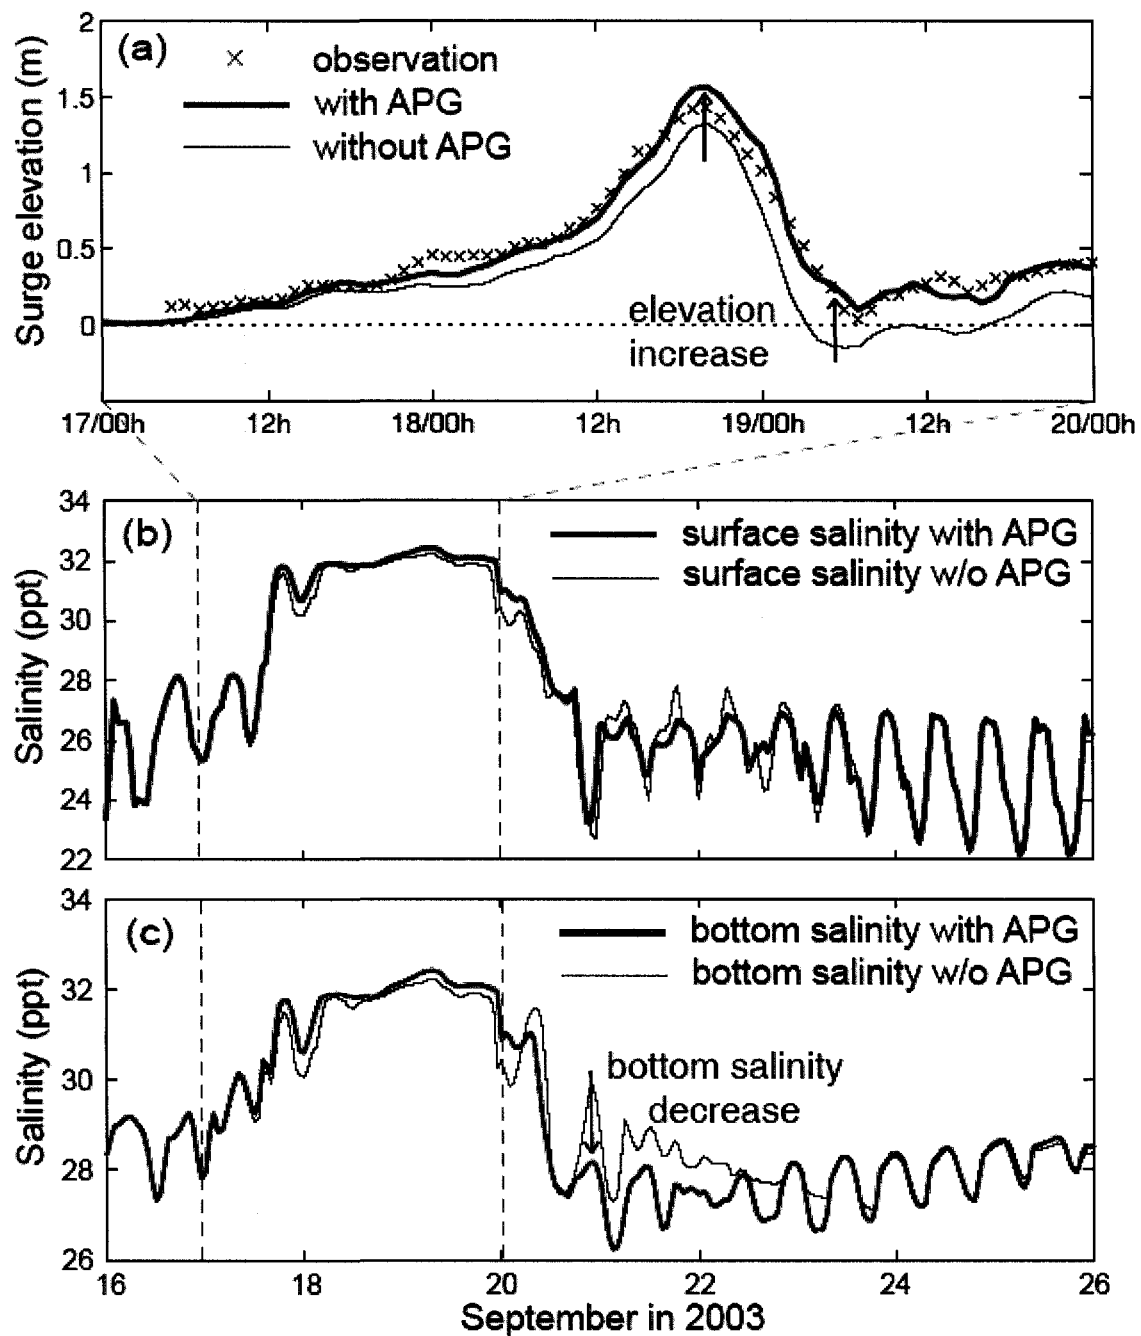 2
(a)
× observation
with APG
without APG
1.5
1
0.5
0
Surge elevation (m)
elevation
increase
17/00h 12h 18/00h 12h 19/00h 12h 20/00h
34
(b)
surface salinity with APG
surface salinity w/o APG
32
30
28
26
24
22
Salinity (ppt)
34
(c)
bottom salinity with APG
bottom salinity w/o APG
32
30
28
26
Salinity (ppt)
bottom salinity
decrease
16 18 20 22 24 26
September in 2003